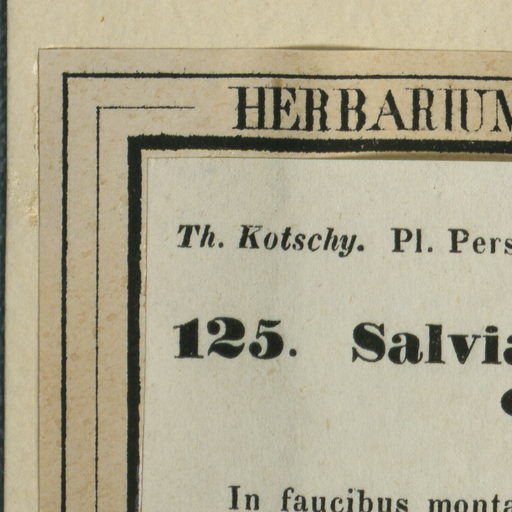 HERBARIUM
Th. Kotschy. Pl. Pers
125. Salvia
In faucibus monta